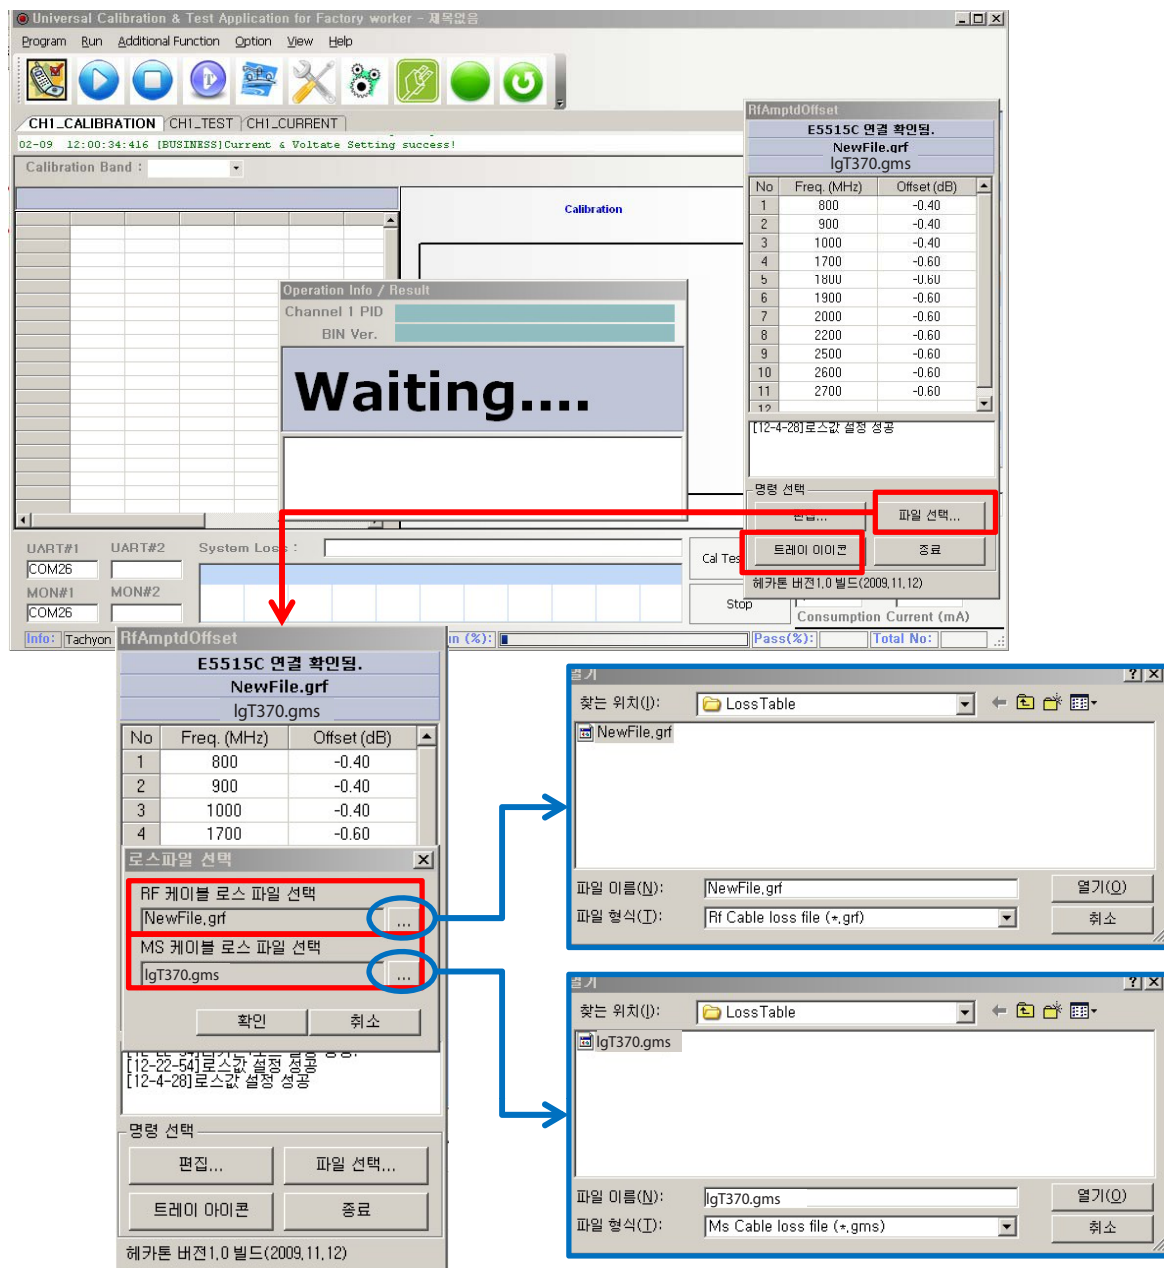 Universal Calibration & Test Application for Factory worker - 제목없음
Program Run Additional Function Option View Help
CH1_CALIBRATION CH1_TEST CH1_CURRENT
02-09 12:00:34:416 [BUSINESS]Current & Voltate Setting success!
Calibration Band :
Calibration
Operation Info / Result
Channel 1 PID
BIN Ver.
Waiting....
RfAmptdOffset
E5515C 연결 확인됨.
NewFile.grf
lgT370.gms
No Freq. (MHz) Offset (dB)
1 800 -0.40
2 900 -0.40
3 1000 -0.40
4 1700 -0.60
5 1800 -0.60
6 1900 -0.60
7 2000 -0.60
8 2200 -0.60
9 2500 -0.60
10 2600 -0.60
11 2700 -0.60
12
[12-4-28]로스값 설정 성공
명령 선택
편집... 파일 선택...
트레이 아이콘 종료
헤카톤 버전1.0 빌드(2009.11.12)
UART#1 UART#2 System Loss :
COM26
MON#1 MON#2
COM26
Cal Tes
Stop
Consumption Current (mA)
Info: Tachyon
un (%):
Pass(%): Total No:
RfAmptdOffset
E5515C 연결 확인됨.
NewFile.grf
lgT370.gms
No Freq. (MHz) Offset (dB)
1 800 -0.40
2 900 -0.40
3 1000 -0.40
4 1700 -0.60
로스파일 선택
RF 케이블 로스 파일 선택
NewFile.grf ...
MS 케이블 로스 파일 선택
lgT370.gms ...
확인 취소
[12-22-54]로스값 설정 성공
[12-4-28]로스값 설정 성공
명령 선택
편집... 파일 선택...
트레이 아이콘 종료
헤카톤 버전1.0 빌드(2009.11.12)
열기
찾는 위치(I): LossTable
NewFile.grf
파일 이름(N): NewFile.grf 열기(O)
파일 형식(T): Rf Cable loss file (*.grf) 취소
열기
찾는 위치(I): LossTable
lgT370.gms
파일 이름(N): lgT370.gms 열기(O)
파일 형식(T): Ms Cable loss file (*.gms) 취소